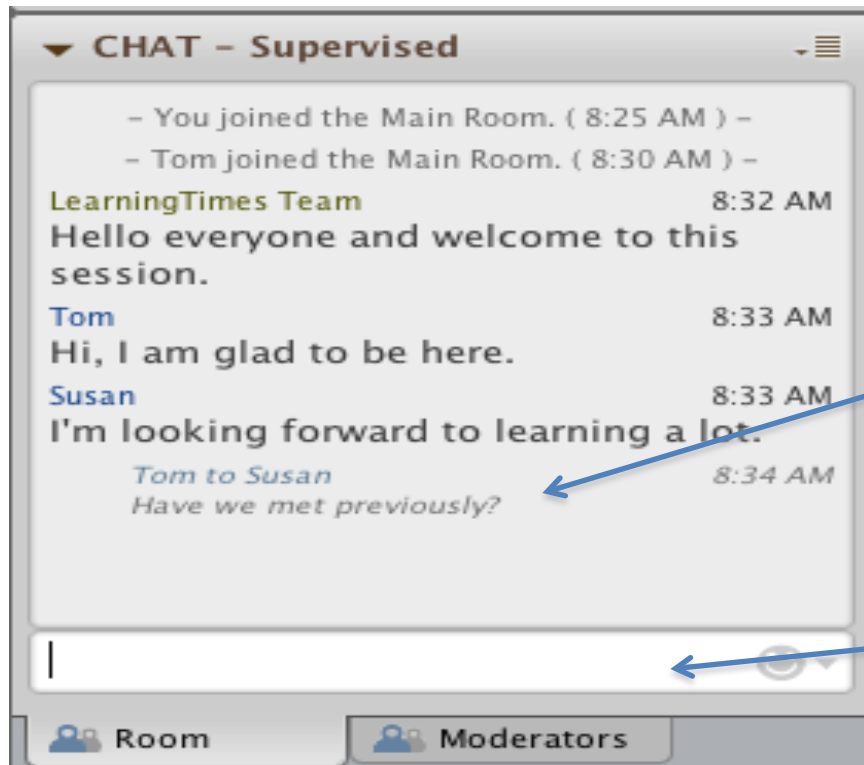 CHAT – Supervised
– You joined the Main Room. ( 8:25 AM ) –
– Tom joined the Main Room. ( 8:30 AM ) –
LearningTimes Team 8:32 AM
Hello everyone and welcome to this
session.
Tom 8:33 AM
Hi, I am glad to be here.
Susan 8:33 AM
I'm looking forward to learning a lot.
Tom to Susan 8:34 AM
Have we met previously?
Room Moderators